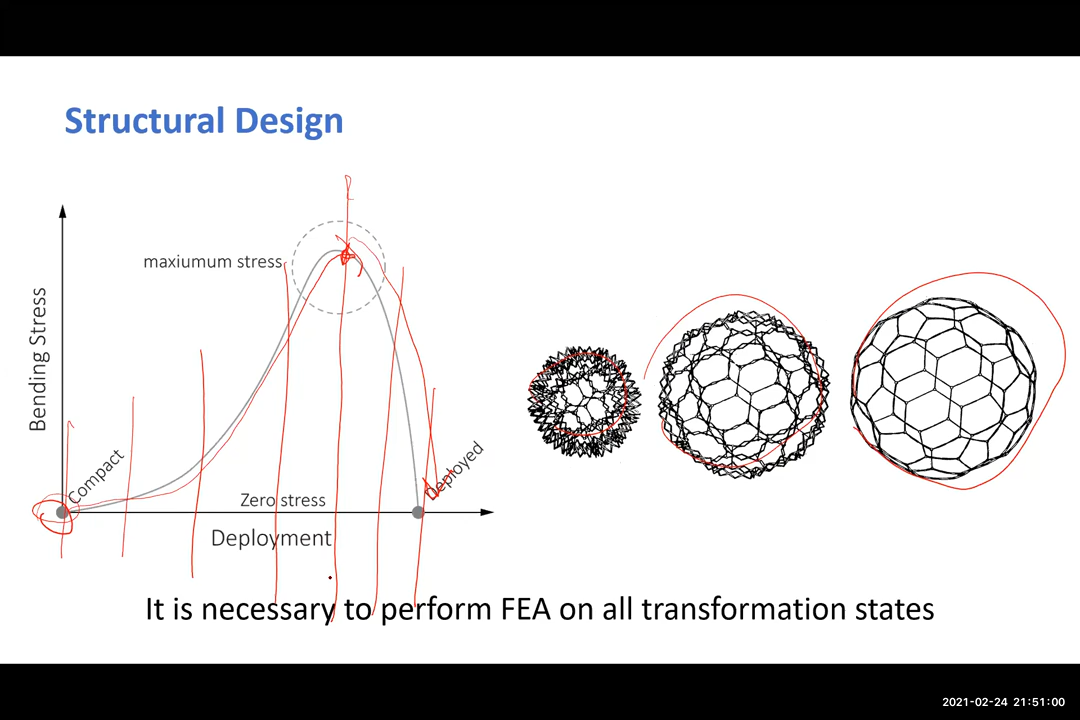 Structural Design
maxiumum stress
Bending Stress
Compact
Zero stress
Deployed
Deployment
It is necessary to perform FEA on all transformation states
2021-02-24 21:51:00